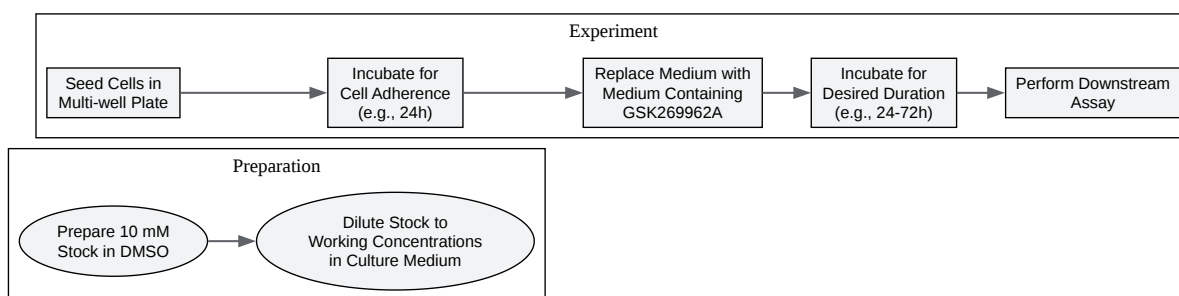 Experiment
Seed Cells in
Multi-well Plate
Incubate for
Cell Adherence
(e.g., 24h)
Replace Medium with
Medium Containing
GSK269962A
Incubate for
Desired Duration
(e.g., 24-72h)
Perform Downstream
Assay
Preparation
Prepare 10 mM
Stock in DMSO
Dilute Stock to
Working Concentrations
in Culture Medium